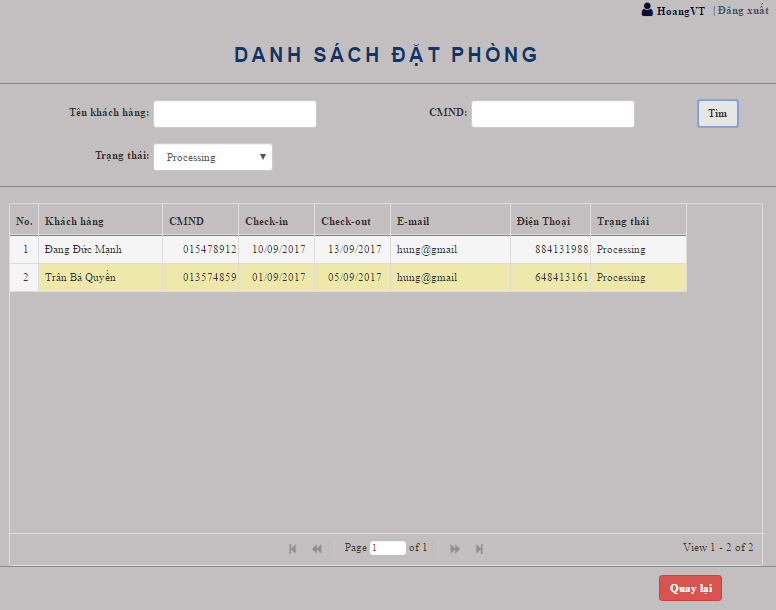 HoangVT | Đăng xuất
DANH SÁCH ĐẶT PHÒNG
Tên khách hàng: CMND: Tìm
Trạng thái: Processing
No. Khách hàng CMND Check-in Check-out E-mail Điện Thoại Trạng thái
1 Đang Đức Mạnh 015478912 10/09/2017 13/09/2017 hung@gmail 884131988 Processing
2 Trần Bá Quyền 013574859 01/09/2017 05/09/2017 hung@gmail 648413161 Processing
Page 1 of 1 View 1 - 2 of 2
Quay lại